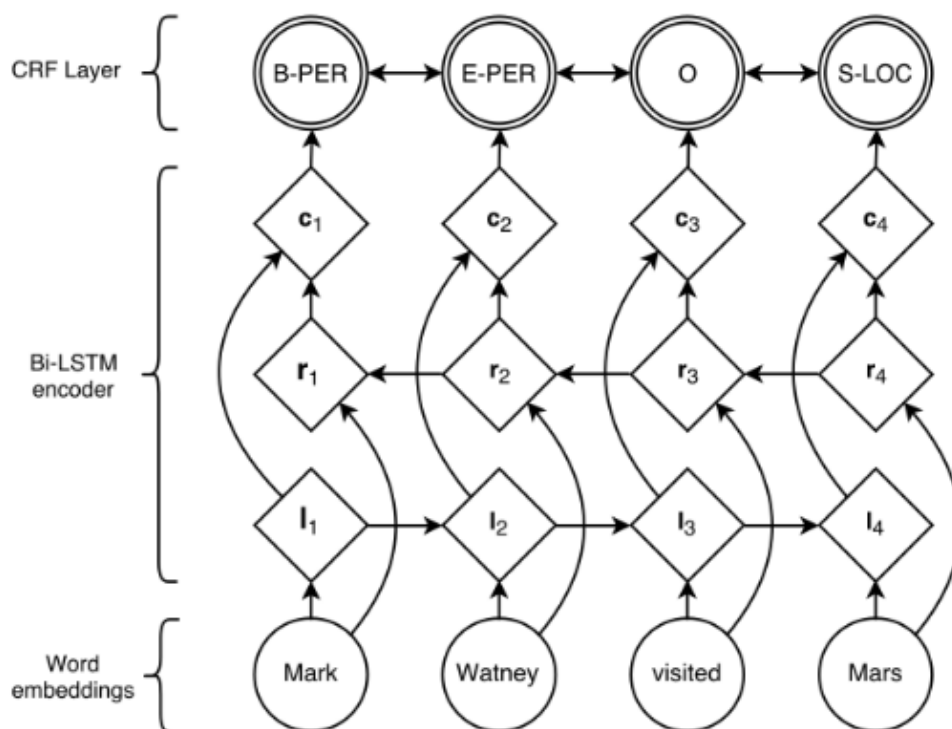 CRF Layer
B-PER
E-PER
O
S-LOC
c1
c2
c3
c4
Bi-LSTM
encoder
r1
r2
r3
r4
l1
l2
l3
l4
Word
embeddings
Mark
Watney
visited
Mars